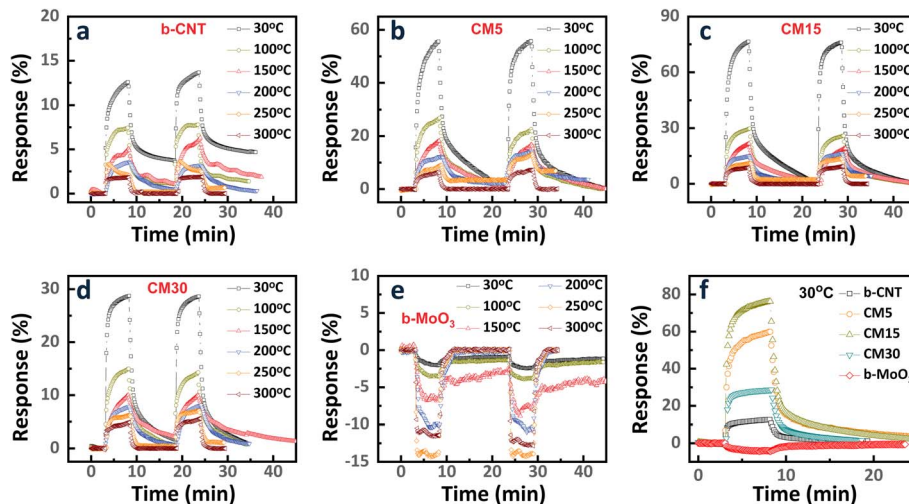 a
b-CNT
30°C
100°C
150°C
200°C
250°C
300°C
Response (%)
15
10
5
0
0 10 20 30 40
Time (min)
b
CM5
30°C
100°C
150°C
200°C
250°C
300°C
Response (%)
60
40
20
0
0 10 20 30 40
Time (min)
c
CM15
30°C
100°C
150°C
200°C
250°C
300°C
Response (%)
90
60
30
0
0 10 20 30 40
Time (min)
d
CM30
30°C
100°C
150°C
200°C
250°C
300°C
Response (%)
30
20
10
0
0 10 20 30 40
Time (min)
e
b-MoO₃
30°C
100°C
150°C
200°C
250°C
300°C
Response (%)
5
0
-5
-10
-15
0 10 20 30 40
Time (min)
f
30°C
b-CNT
CM5
CM15
CM30
Response (%)
80
60
40
20
0
0 10 20
Time (min)